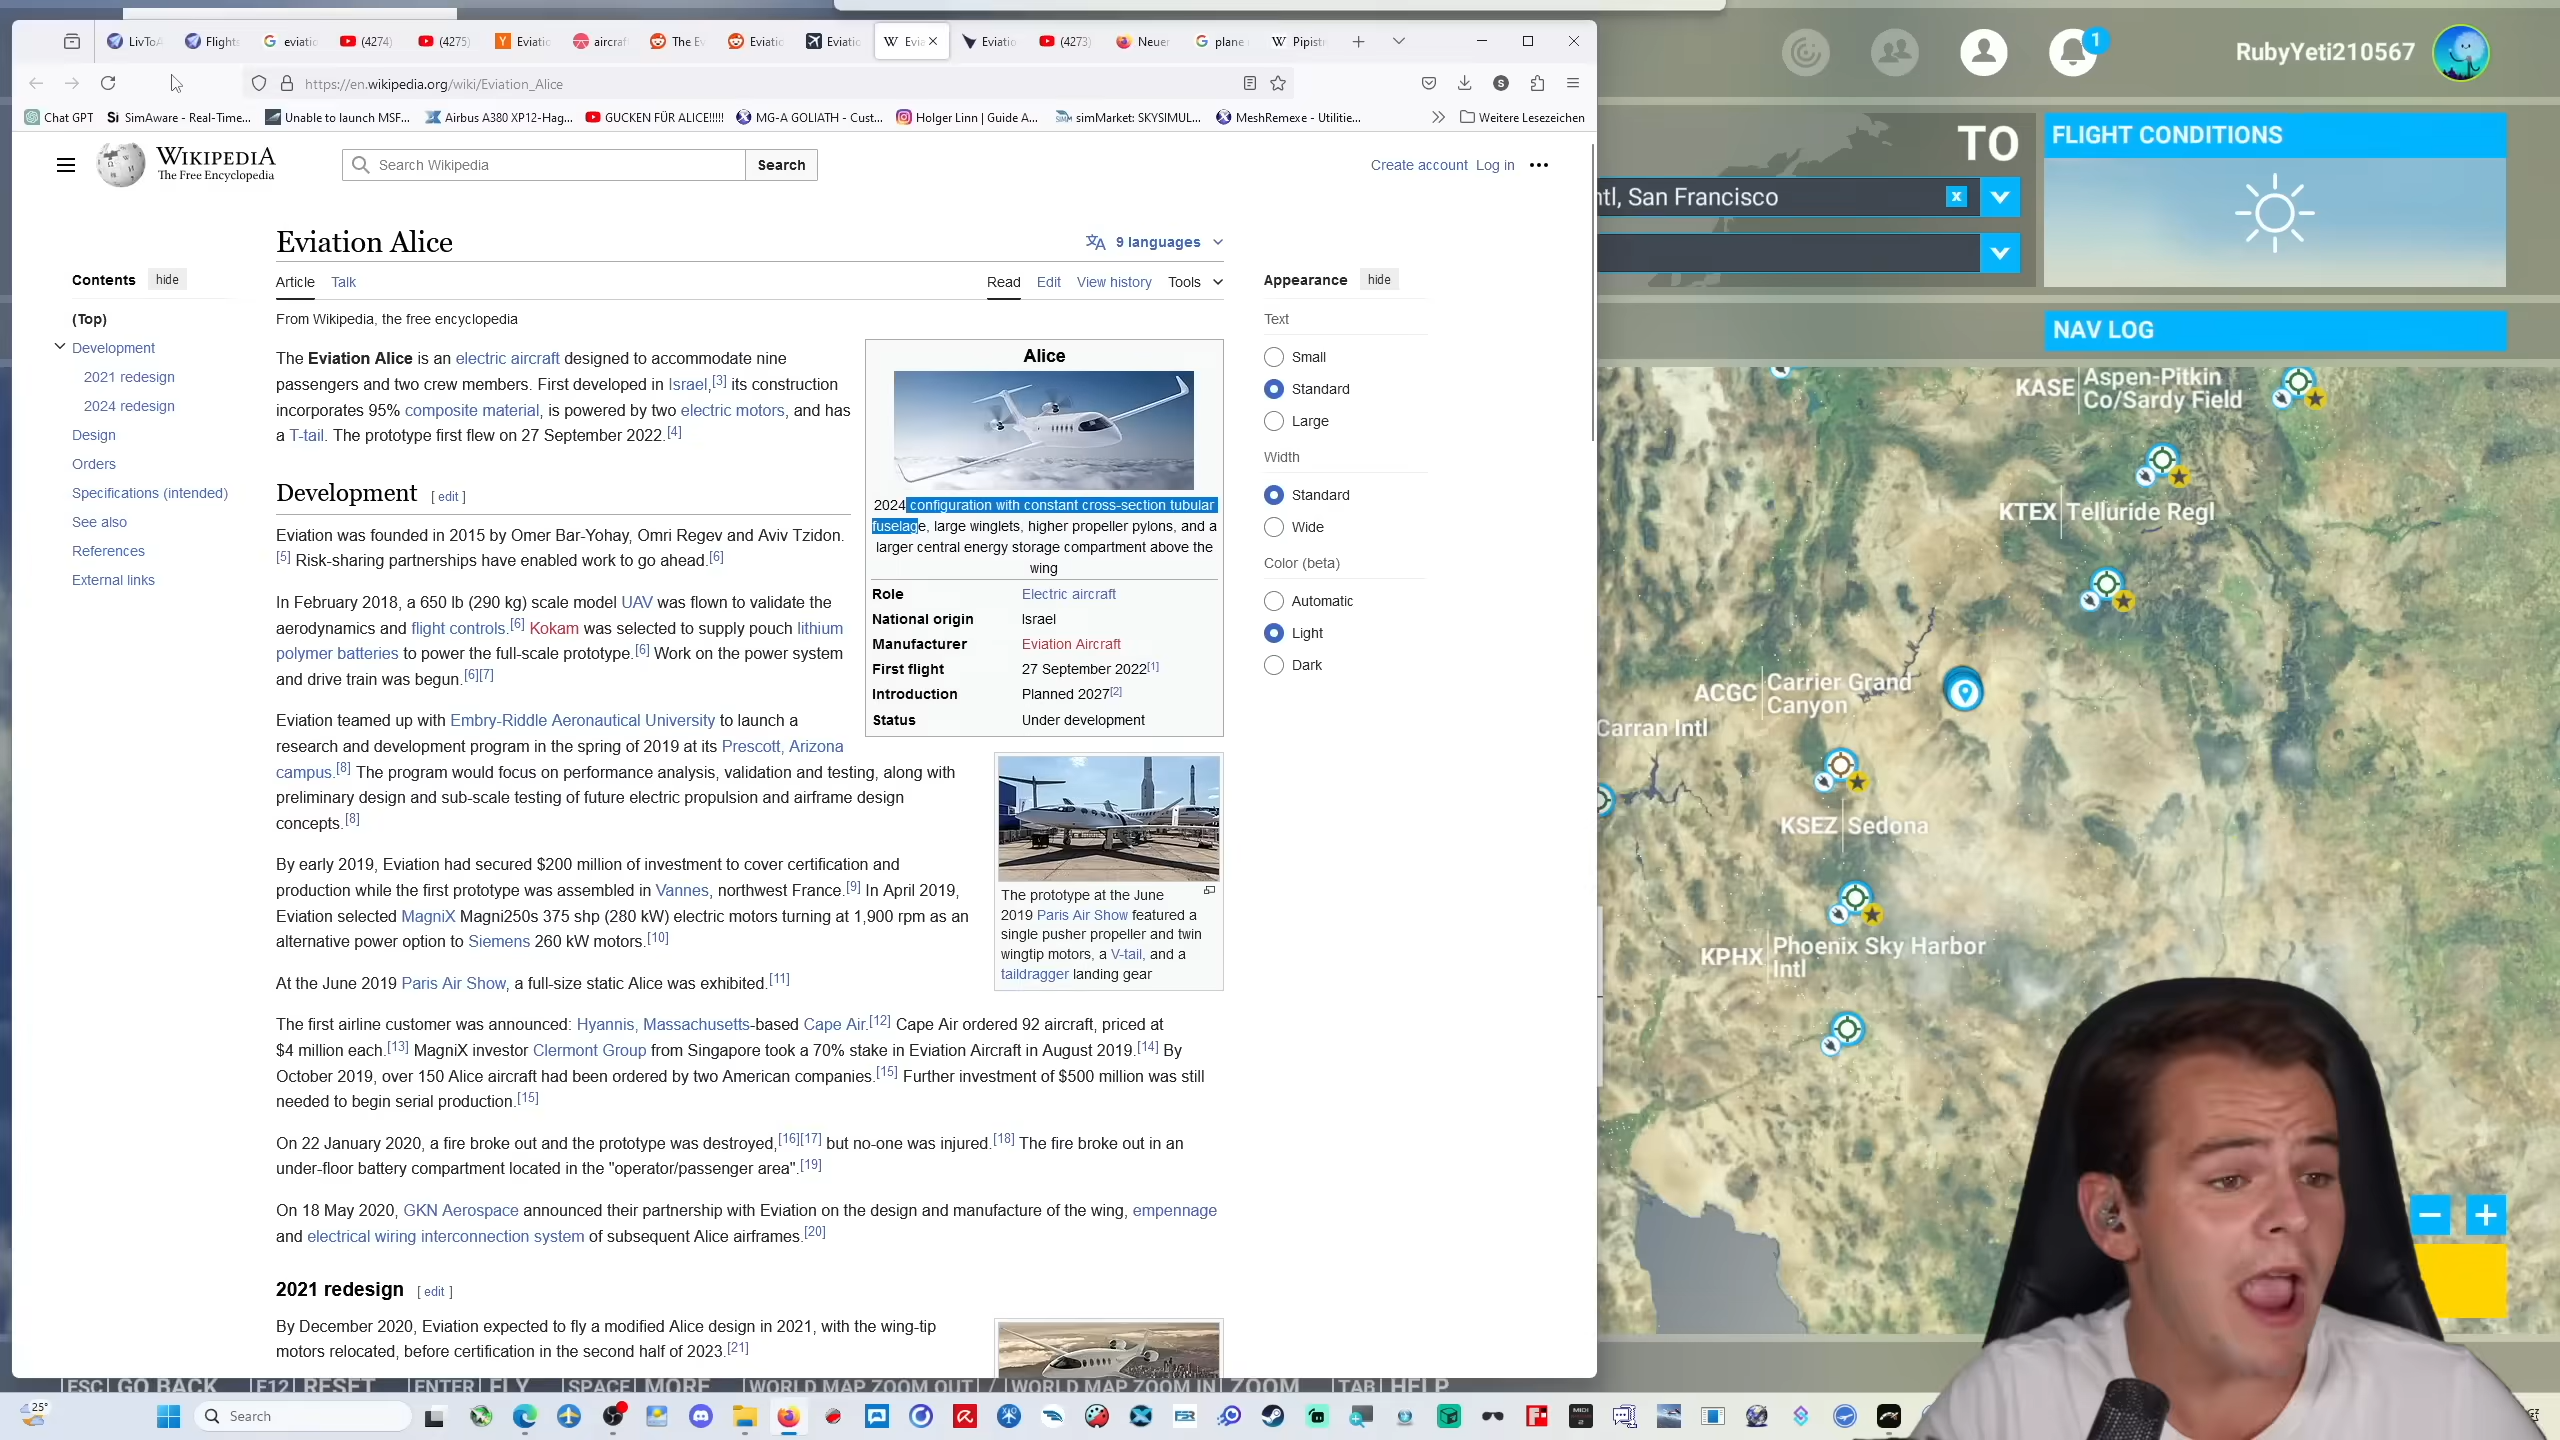 LivToA
Flights
eviatio
(4274)
(4275)
Eviatio
aircraf
The Ev
Eviatio
Eviatio
Evia
Eviatio
(4273)
Neuer
plane
Pipistr
https://en.wikipedia.org/wiki/Eviation_Alice
Chat GPT
SimAware - Real-Time...
Unable to launch MSF...
Airbus A380 XP12-Hag...
GUCKEN FÜR ALICE!!!!!
MG-A GOLIATH - Cust...
Holger Linn | Guide A...
simMarket: SKYSIMUL...
MeshRemexe - Utilitie...
Weitere Lesezeichen
WIKIPEDIA
The Free Encyclopedia
Search Wikipedia
Search
Create account
Log in
Eviation Alice
9 languages
Contents
hide
Article
Talk
Read
Edit
View history
Tools
(Top)
Development
2021 redesign
2024 redesign
Design
Orders
Specifications (intended)
See also
References
External links
From Wikipedia, the free encyclopedia
The Eviation Alice is an electric aircraft designed to accommodate nine
passengers and two crew members. First developed in Israel,[3] its construction
incorporates 95% composite material, is powered by two electric motors, and has
a T-tail. The prototype first flew on 27 September 2022.[4]
Development [ edit ]
Eviation was founded in 2015 by Omer Bar-Yohay, Omri Regev and Aviv Tzidon.
[5] Risk-sharing partnerships have enabled work to go ahead.[6]
In February 2018, a 650 lb (290 kg) scale model UAV was flown to validate the
aerodynamics and flight controls.[6] Kokam was selected to supply pouch lithium
polymer batteries to power the full-scale prototype.[6] Work on the power system
and drive train was begun.[6][7]
Eviation teamed up with Embry-Riddle Aeronautical University to launch a
research and development program in the spring of 2019 at its Prescott, Arizona
campus.[8] The program would focus on performance analysis, validation and testing, along with
preliminary design and sub-scale testing of future electric propulsion and airframe design
concepts.[8]
By early 2019, Eviation had secured $200 million of investment to cover certification and
production while the first prototype was assembled in Vannes, northwest France.[9] In April 2019,
Eviation selected MagniX Magni250s 375 shp (280 kW) electric motors turning at 1,900 rpm as an
alternative power option to Siemens 260 kW motors.[10]
At the June 2019 Paris Air Show, a full-size static Alice was exhibited.[11]
The first airline customer was announced: Hyannis, Massachusetts-based Cape Air.[12] Cape Air ordered 92 aircraft, priced at
$4 million each.[13] MagniX investor Clermont Group from Singapore took a 70% stake in Eviation Aircraft in August 2019.[14] By
October 2019, over 150 Alice aircraft had been ordered by two American companies.[15] Further investment of $500 million was still
needed to begin serial production.[15]
On 22 January 2020, a fire broke out and the prototype was destroyed,[16][17] but no-one was injured.[18] The fire broke out in an
under-floor battery compartment located in the "operator/passenger area".[19]
On 18 May 2020, GKN Aerospace announced their partnership with Eviation on the design and manufacture of the wing, empennage
and electrical wiring interconnection system of subsequent Alice airframes.[20]
2021 redesign [ edit ]
By December 2020, Eviation expected to fly a modified Alice design in 2021, with the wing-tip
motors relocated, before certification in the second half of 2023.[21]
Alice
2024 configuration with constant cross-section tubular
fuselage, large winglets, higher propeller pylons, and a
larger central energy storage compartment above the
wing
Role Electric aircraft
National origin Israel
Manufacturer Eviation Aircraft
First flight 27 September 2022[1]
Introduction Planned 2027[2]
Status Under development
The prototype at the June
2019 Paris Air Show featured a
single pusher propeller and twin
wingtip motors, a V-tail, and a
taildragger landing gear
Appearance
hide
Text
Small
Standard
Large
Width
Standard
Wide
Color (beta)
Automatic
Light
Dark
1
RubyYeti210567
TO
FLIGHT CONDITIONS
ntl, San Francisco
x
NAV LOG
KASE
Aspen-Pitkin
Co/Sardy Field
KTEX
Telluride Regl
ACGC
Carrier Grand
Canyon
Carran Intl
KSEZ
Sedona
KPHX
Phoenix Sky Harbor
Intl
ESC GO BACK
F12 RESET
ENTER FLY
SPACE MORE
WORLD MAP ZOOM OUT / WORLD MAP ZOOM IN ZOOM
TAB HELP
25°
Search